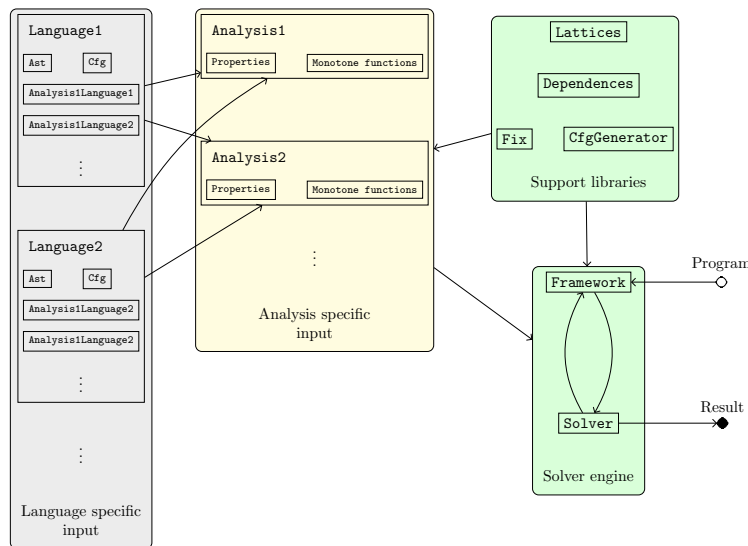 Language1
Ast Cfg
Analysis1Language1
Analysis1Language2
⋮
Language2
Ast Cfg
Analysis1Language2
Analysis1Language2
⋮
⋮
Language specific
input
Analysis1
Properties Monotone functions
Analysis2
Properties Monotone functions
⋮
Analysis specific
input
Lattices
Dependences
Fix CfgGenerator
Support libraries
Framework
Solver
Solver engine
Program
Result